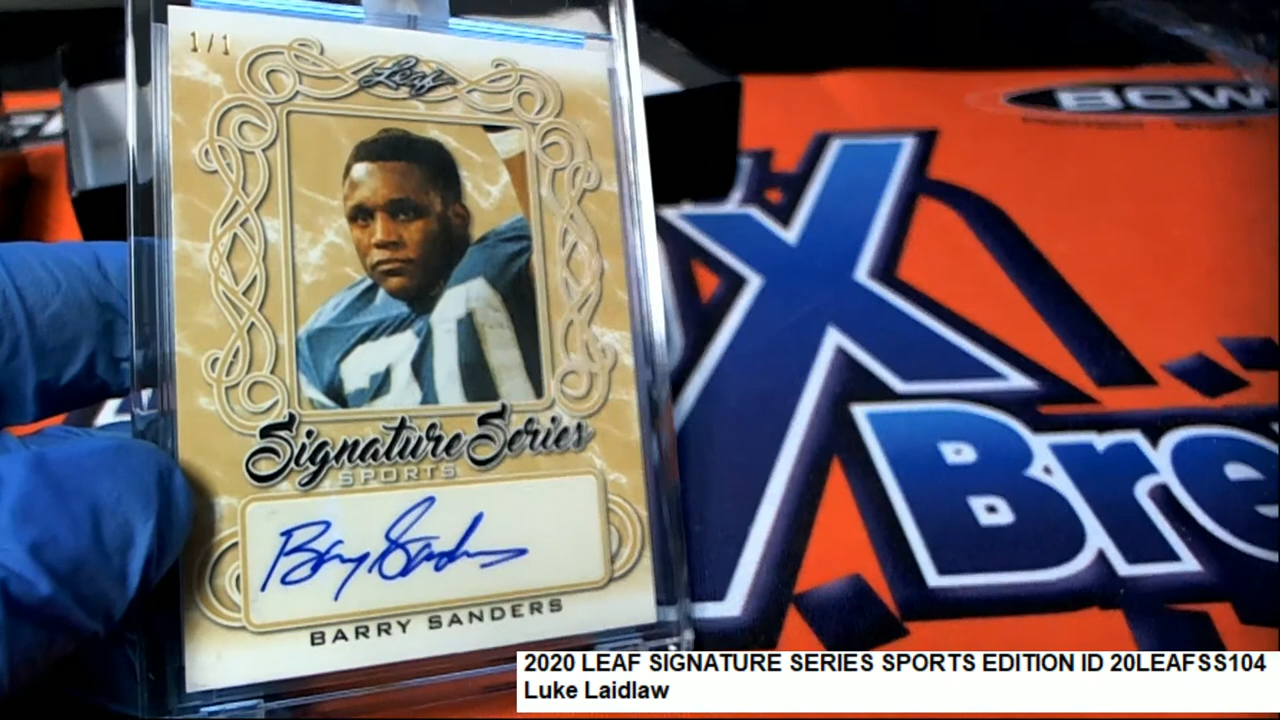 1/1
Leaf
Signature Series
SPORTS
Barry Sanders
BARRY SANDERS
BCW
X
Bre
2020 LEAF SIGNATURE SERIES SPORTS EDITION ID 20LEAFSS104
Luke Laidlaw